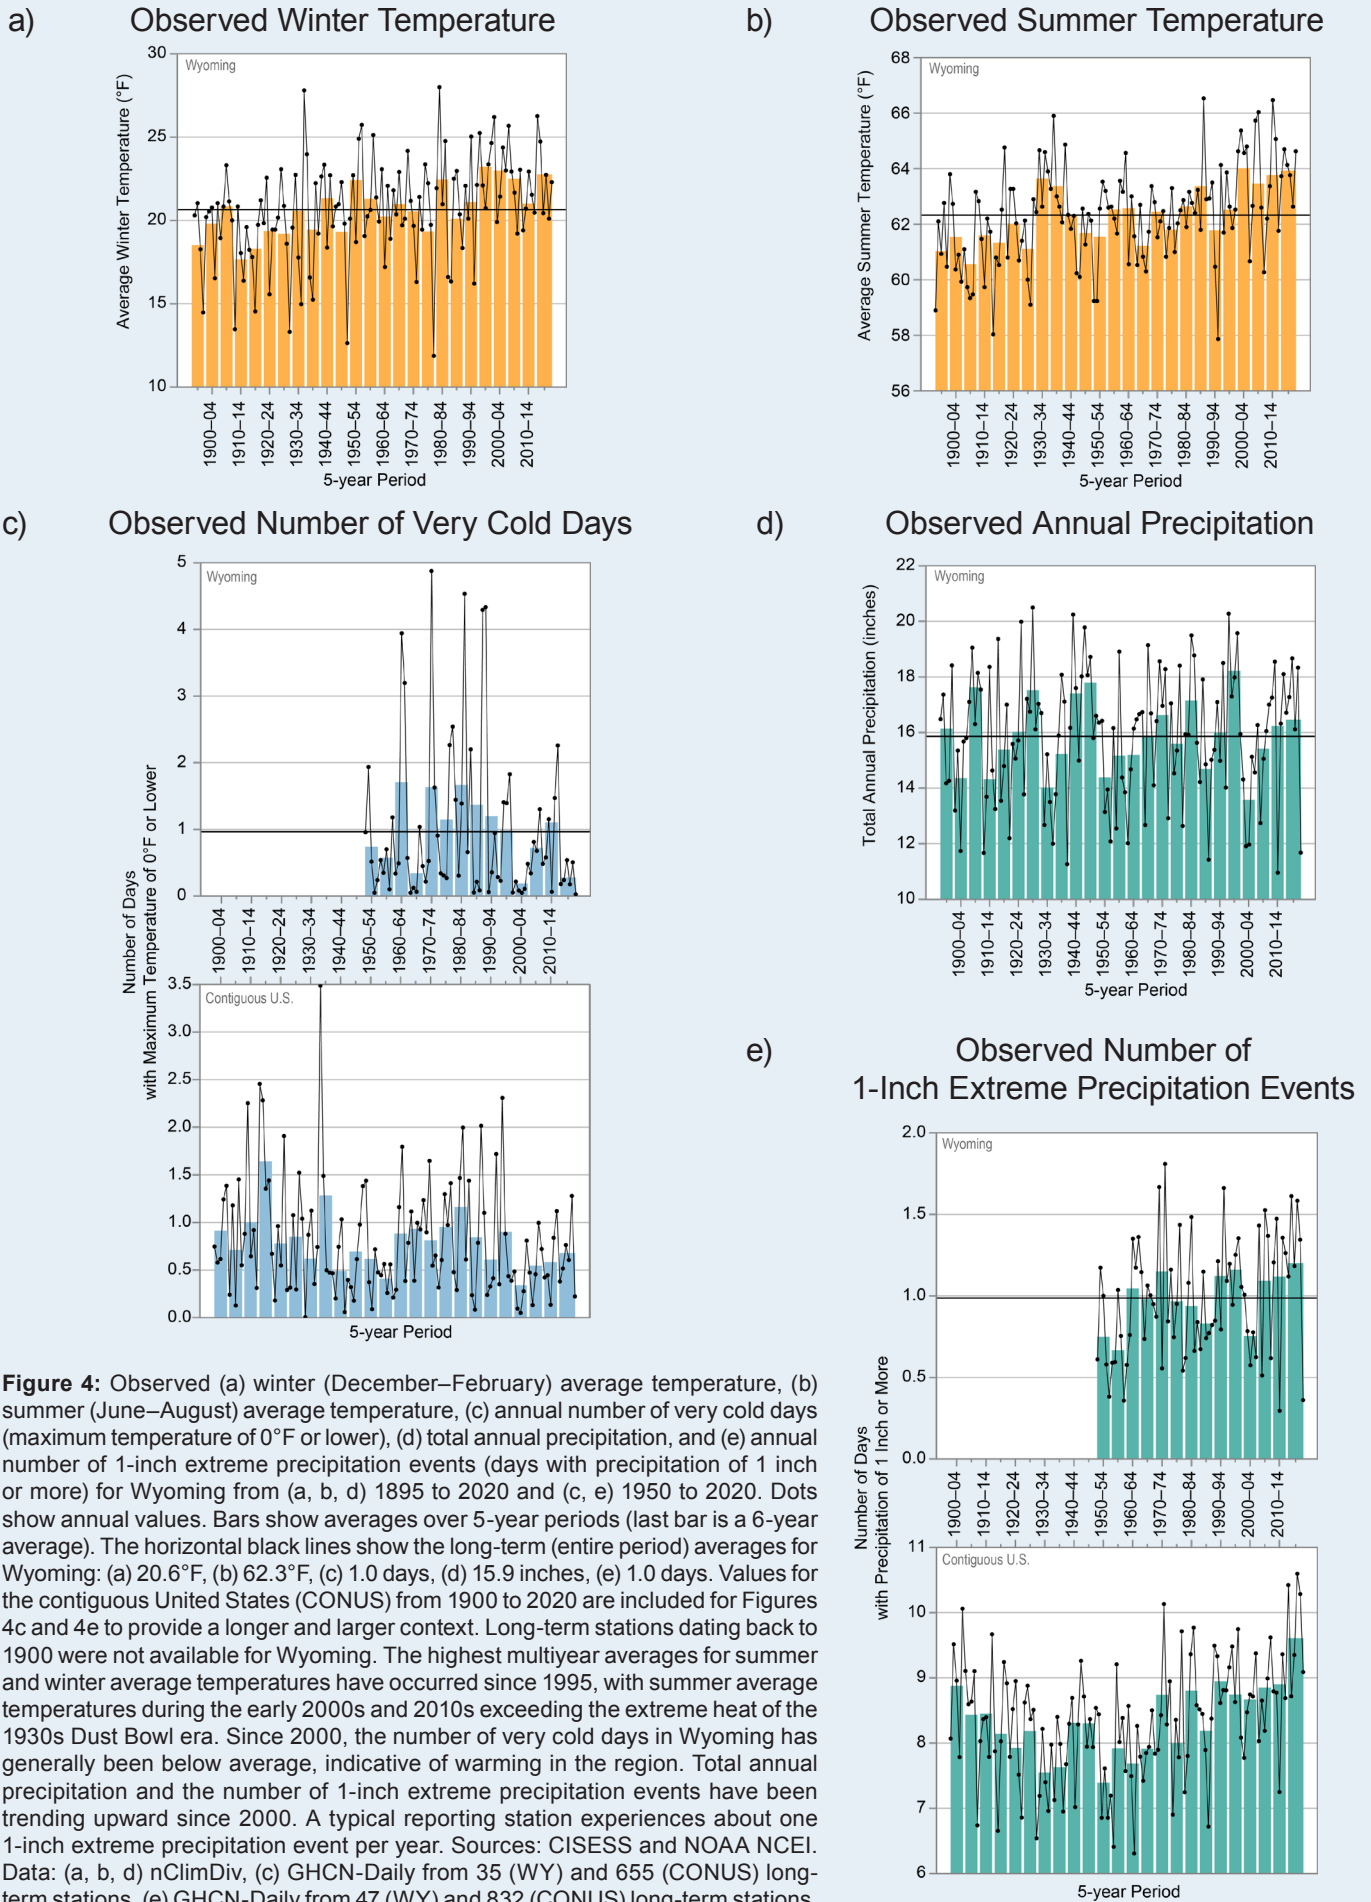 a)
Observed Winter Temperature
Wyoming
Average Winter Temperature (°F)
30
25
20
15
10
1900–04
1910–14
1920–24
1930–34
1940–44
1950–54
1960–64
1970–74
1980–84
1990–94
2000–04
2010–14
5-year Period
b)
Observed Summer Temperature
Wyoming
Average Summer Temperature (°F)
68
66
64
62
60
58
56
1900–04
1910–14
1920–24
1930–34
1940–44
1950–54
1960–64
1970–74
1980–84
1990–94
2000–04
2010–14
5-year Period
c)
Observed Number of Very Cold Days
Wyoming
Number of Days
with Maximum Temperature of 0°F or Lower
5
4
3
2
1
0
1900–04
1910–14
1920–24
1930–34
1940–44
1950–54
1960–64
1970–74
1980–84
1990–94
2000–04
2010–14
Contiguous U.S.
3.5
3.0
2.5
2.0
1.5
1.0
0.5
0.0
5-year Period
d)
Observed Annual Precipitation
Wyoming
Total Annual Precipitation (inches)
22
20
18
16
14
12
10
1900–04
1910–14
1920–24
1930–34
1940–44
1950–54
1960–64
1970–74
1980–84
1990–94
2000–04
2010–14
5-year Period
e)
Observed Number of
1-Inch Extreme Precipitation Events
Wyoming
Number of Days
with Precipitation of 1 Inch or More
2.0
1.5
1.0
0.5
0.0
1900–04
1910–14
1920–24
1930–34
1940–44
1950–54
1960–64
1970–74
1980–84
1990–94
2000–04
2010–14
Contiguous U.S.
11
10
9
8
7
6
5-year Period
Figure 4: Observed (a) winter (December–February) average temperature, (b)
summer (June–August) average temperature, (c) annual number of very cold days
(maximum temperature of 0°F or lower), (d) total annual precipitation, and (e) annual
number of 1-inch extreme precipitation events (days with precipitation of 1 inch
or more) for Wyoming from (a, b, d) 1895 to 2020 and (c, e) 1950 to 2020. Dots
show annual values. Bars show averages over 5-year periods (last bar is a 6-year
average). The horizontal black lines show the long-term (entire period) averages for
Wyoming: (a) 20.6°F, (b) 62.3°F, (c) 1.0 days, (d) 15.9 inches, (e) 1.0 days. Values for
the contiguous United States (CONUS) from 1900 to 2020 are included for Figures
4c and 4e to provide a longer and larger context. Long-term stations dating back to
1900 were not available for Wyoming. The highest multiyear averages for summer
and winter average temperatures have occurred since 1995, with summer average
temperatures during the early 2000s and 2010s exceeding the extreme heat of the
1930s Dust Bowl era. Since 2000, the number of very cold days in Wyoming has
generally been below average, indicative of warming in the region. Total annual
precipitation and the number of 1-inch extreme precipitation events have been
trending upward since 2000. A typical reporting station experiences about one
1-inch extreme precipitation event per year. Sources: CISESS and NOAA NCEI.
Data: (a, b, d) nClimDiv, (c) GHCN-Daily from 35 (WY) and 655 (CONUS) long-
term stations, (e) GHCN-Daily from 47 (WY) and 832 (CONUS) long-term stations.